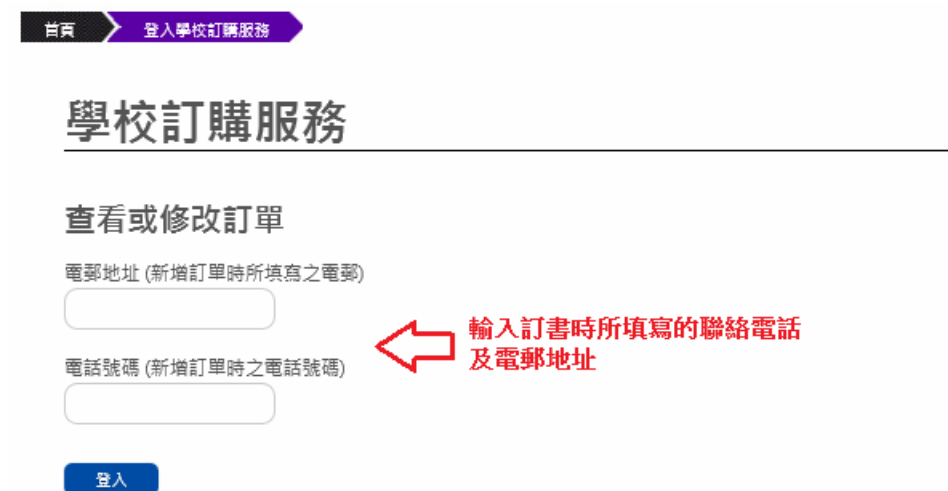 首頁
登入學校訂購服務
學校訂購服務
查看或修改訂單
電郵地址 (新增訂單時所填寫之電郵)
輸入訂書時所填寫的聯絡電話
及電郵地址
電話號碼 (新增訂單時之電話號碼)
登入